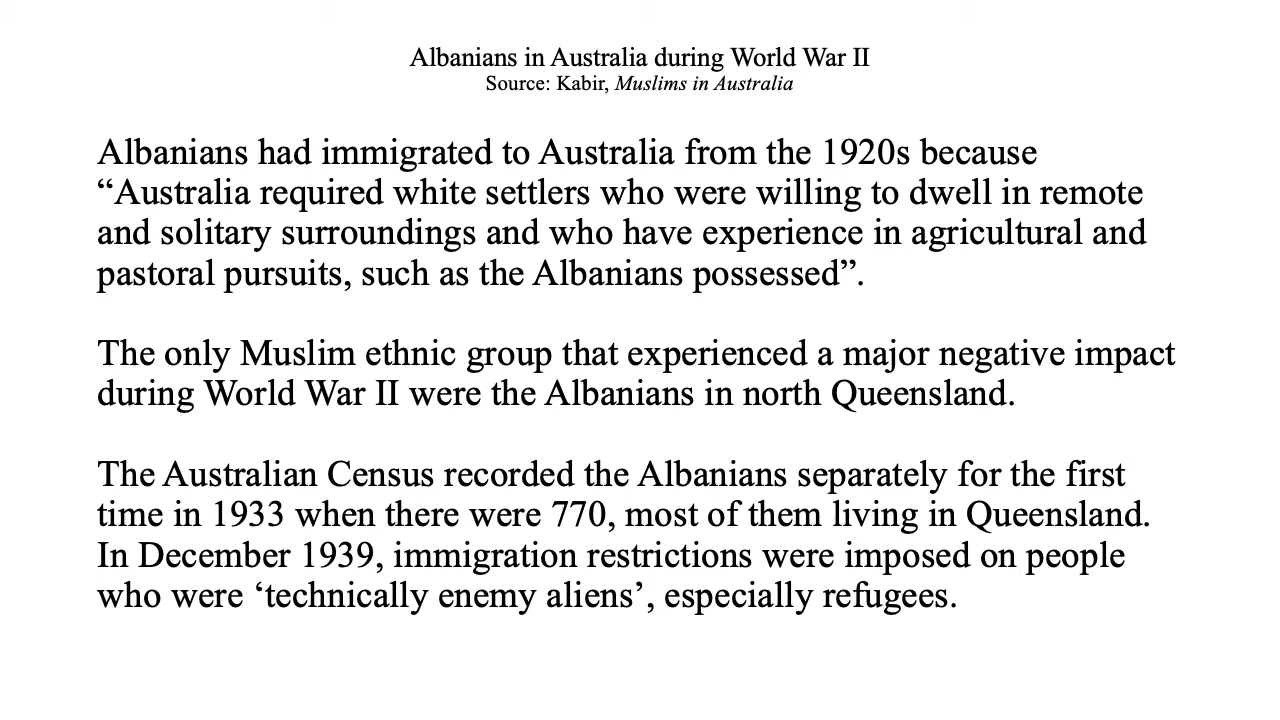 Albanians in Australia during World War II
Source: Kabir, Muslims in Australia
Albanians had immigrated to Australia from the 1920s because
“Australia required white settlers who were willing to dwell in remote
and solitary surroundings and who have experience in agricultural and
pastoral pursuits, such as the Albanians possessed”.
The only Muslim ethnic group that experienced a major negative impact
during World War II were the Albanians in north Queensland.
The Australian Census recorded the Albanians separately for the first
time in 1933 when there were 770, most of them living in Queensland.
In December 1939, immigration restrictions were imposed on people
who were ‘technically enemy aliens’, especially refugees.